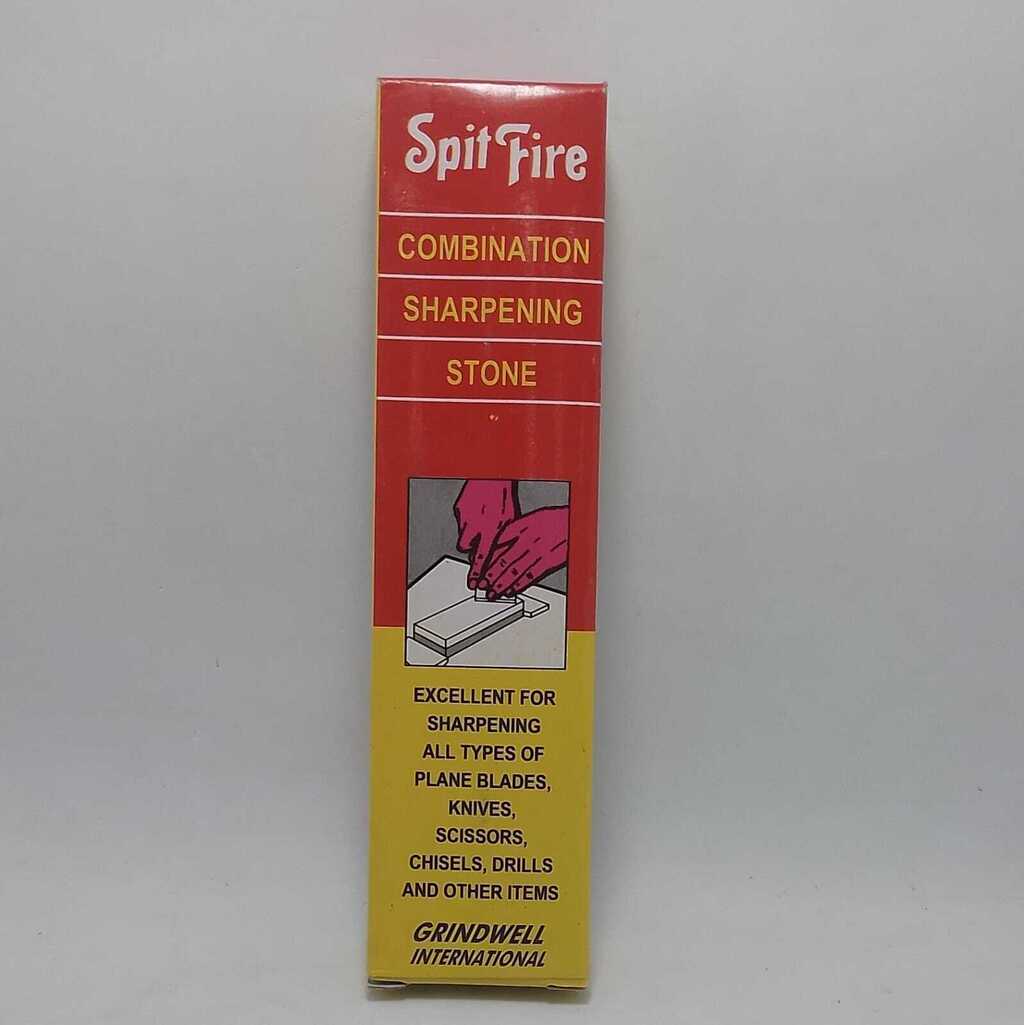 Spit Fire
COMBINATION
SHARPENING
STONE
EXCELLENT FOR
SHARPENING
ALL TYPES OF
PLANE BLADES,
KNIVES,
SCISSORS,
CHISELS, DRILLS
AND OTHER ITEMS
GRINDWELL
INTERNATIONAL